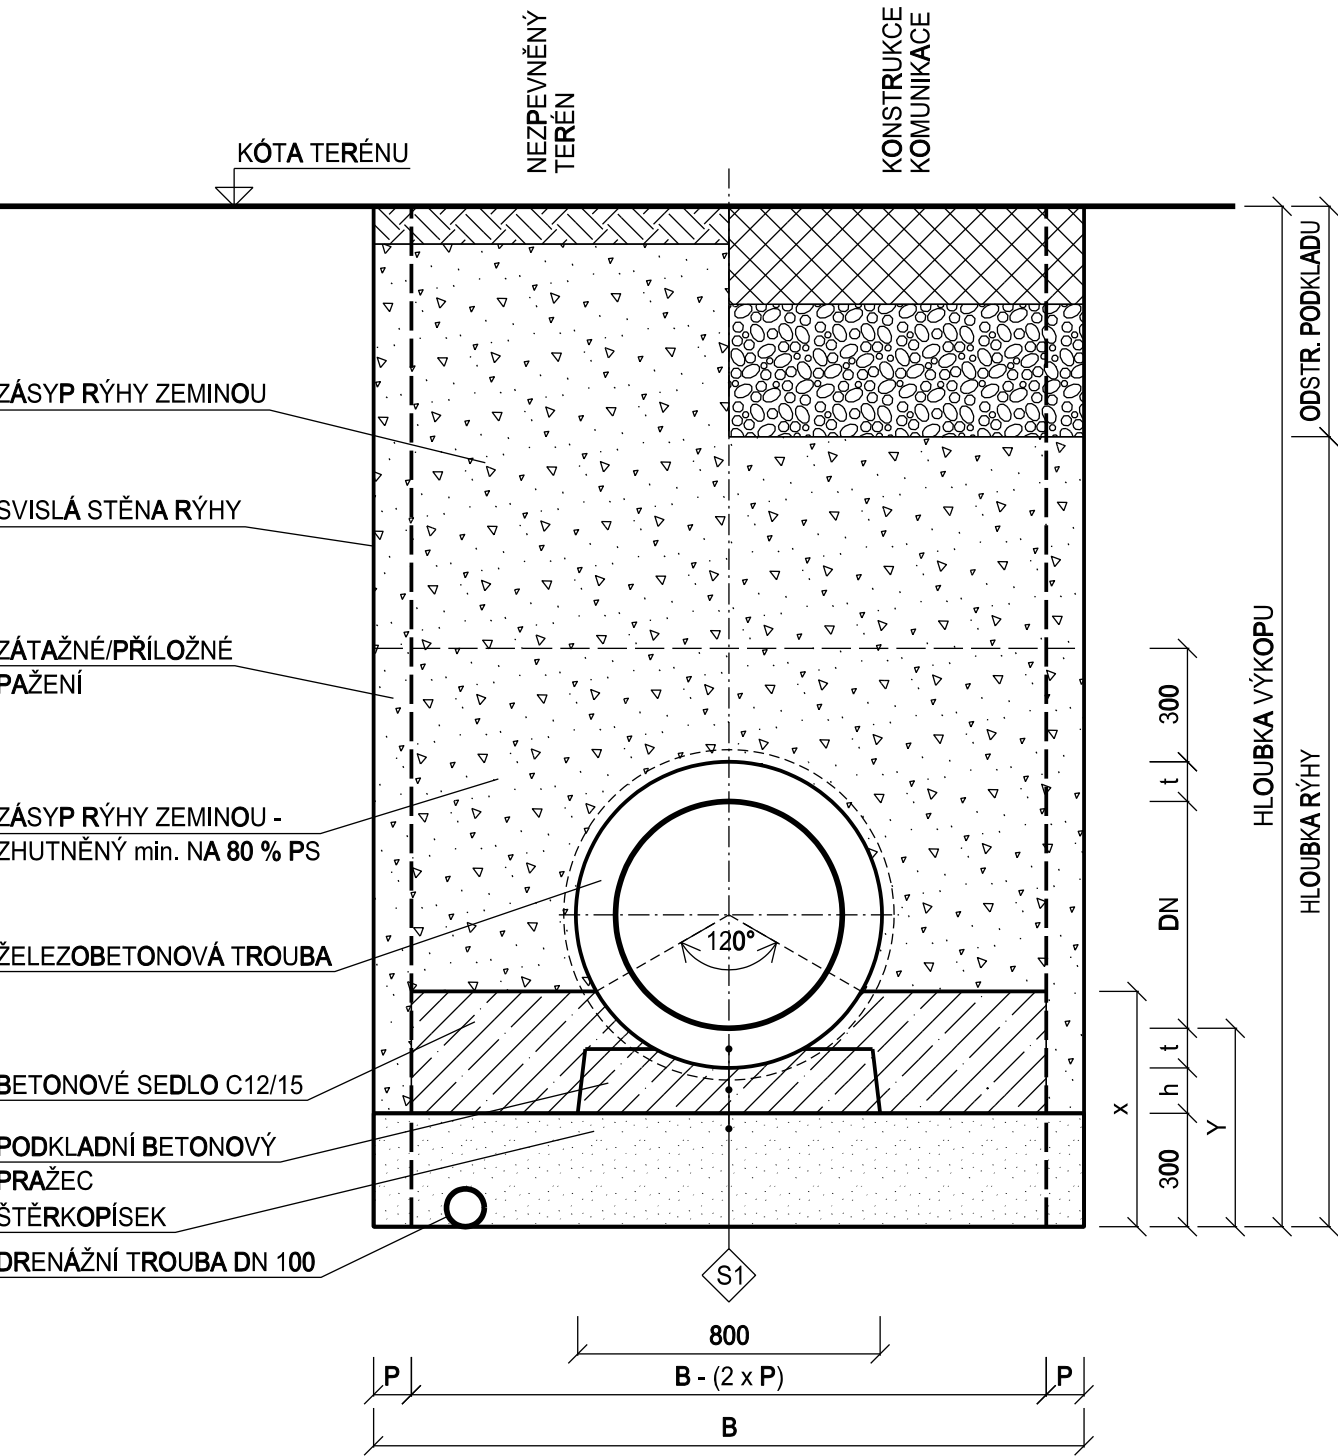 NEZPEVNĚNÝ
TERÉN
KONSTRUKCE
KOMUNIKACE
KÓTA TERÉNU
ODSTR. PODKLADU
ZÁSYP RÝHY ZEMINOU
SVISLÁ STĚNA RÝHY
ZÁTAŽNÉ/PŘÍLOŽNÉ
PAŽENÍ
ZÁSYP RÝHY ZEMINOU -
ZHUTNĚNÝ min. NA 80 % PS
ŽELEZOBETONOVÁ TROUBA
BETONOVÉ SEDLO C12/15
PODKLADNÍ BETONOVÝ
PRAŽEC
ŠTĚRKOPÍSEK
DRENÁŽNÍ TROUBA DN 100
120°
300
t
DN
t
h
300
x
Y
HLOUBKA VÝKOPU
HLOUBKA RÝHY
S1
800
P
B - (2 x P)
P
B